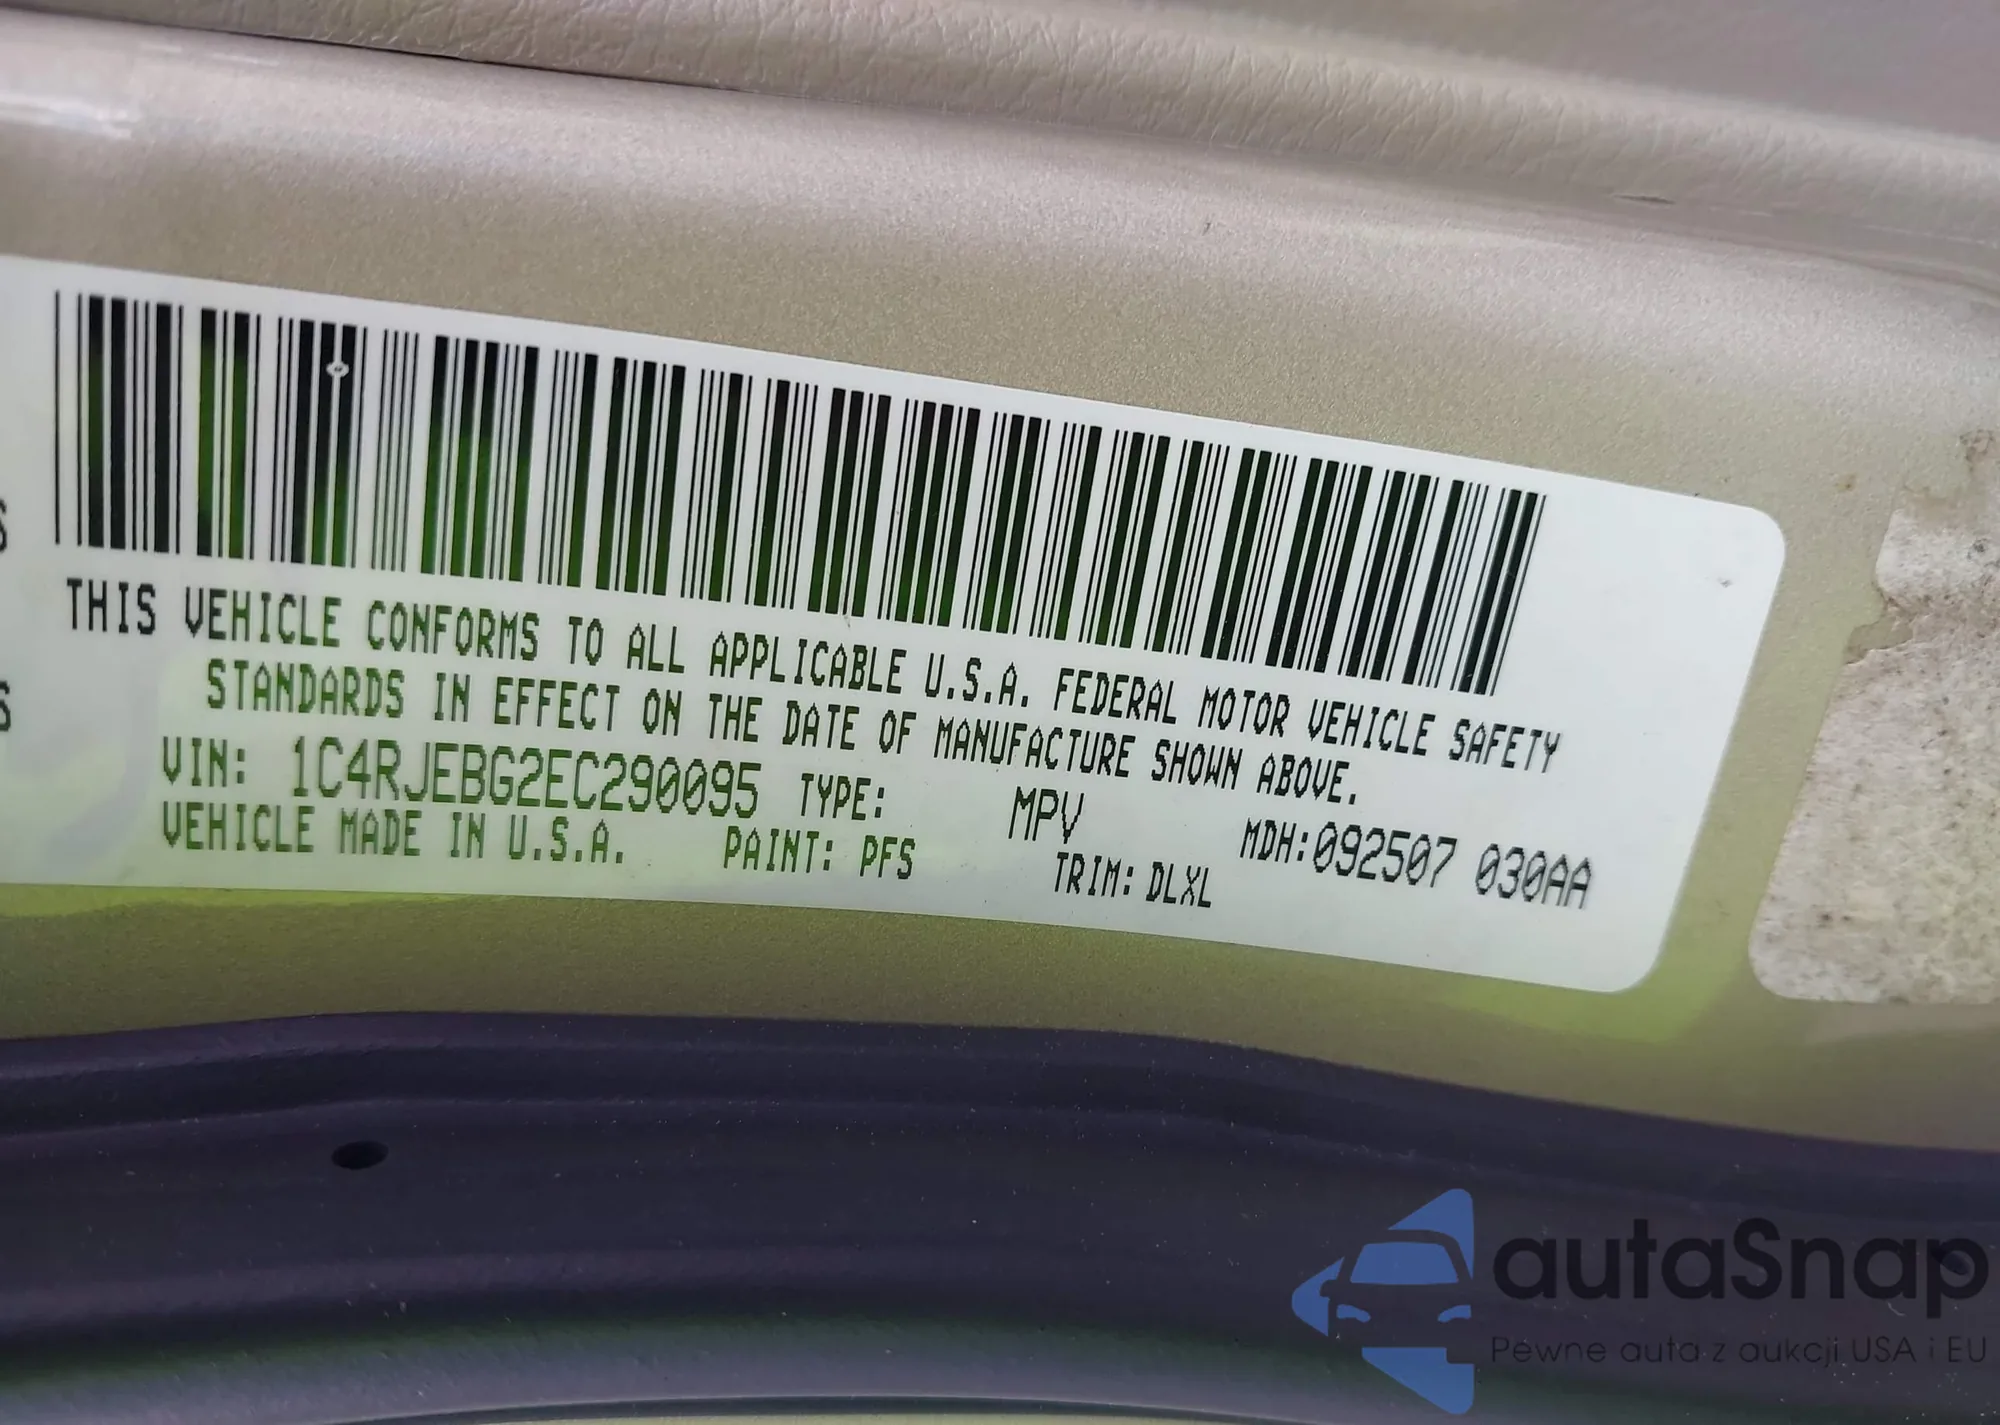 S
S
THIS VEHICLE CONFORMS TO ALL APPLICABLE U.S.A. FEDERAL MOTOR VEHICLE SAFETY
STANDARDS IN EFFECT ON THE DATE OF MANUFACTURE SHOWN ABOVE.
VIN: 1C4RJEBG2EC290095 TYPE: MPV MDH:092507 030AA
VEHICLE MADE IN U.S.A. PAINT: PFS TRIM: DLXL
autaSnap
Pewne auta z aukcji USA i EU